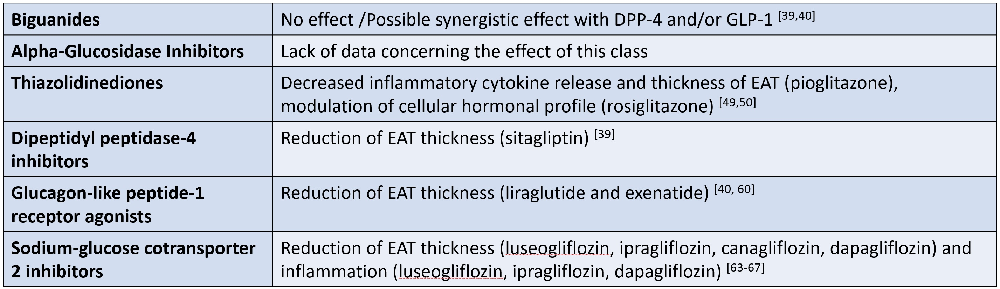 Biguanides
No effect /Possible synergistic effect with DPP-4 and/or GLP-1 [39,40]
Alpha-Glucosidase Inhibitors
Lack of data concerning the effect of this class
Thiazolidinediones
Decreased inflammatory cytokine release and thickness of EAT (pioglitazone),
modulation of cellular hormonal profile (rosiglitazone) [49,50]
Dipeptidyl peptidase-4
inhibitors
Reduction of EAT thickness (sitagliptin) [39]
Glucagon-like peptide-1
receptor agonists
Reduction of EAT thickness (liraglutide and exenatide) [40, 60]
Sodium-glucose cotransporter
2 inhibitors
Reduction of EAT thickness (luseogliflozin, ipragliflozin, canagliflozin, dapagliflozin) and
inflammation (luseogliflozin, ipragliflozin, dapagliflozin) [63-67]